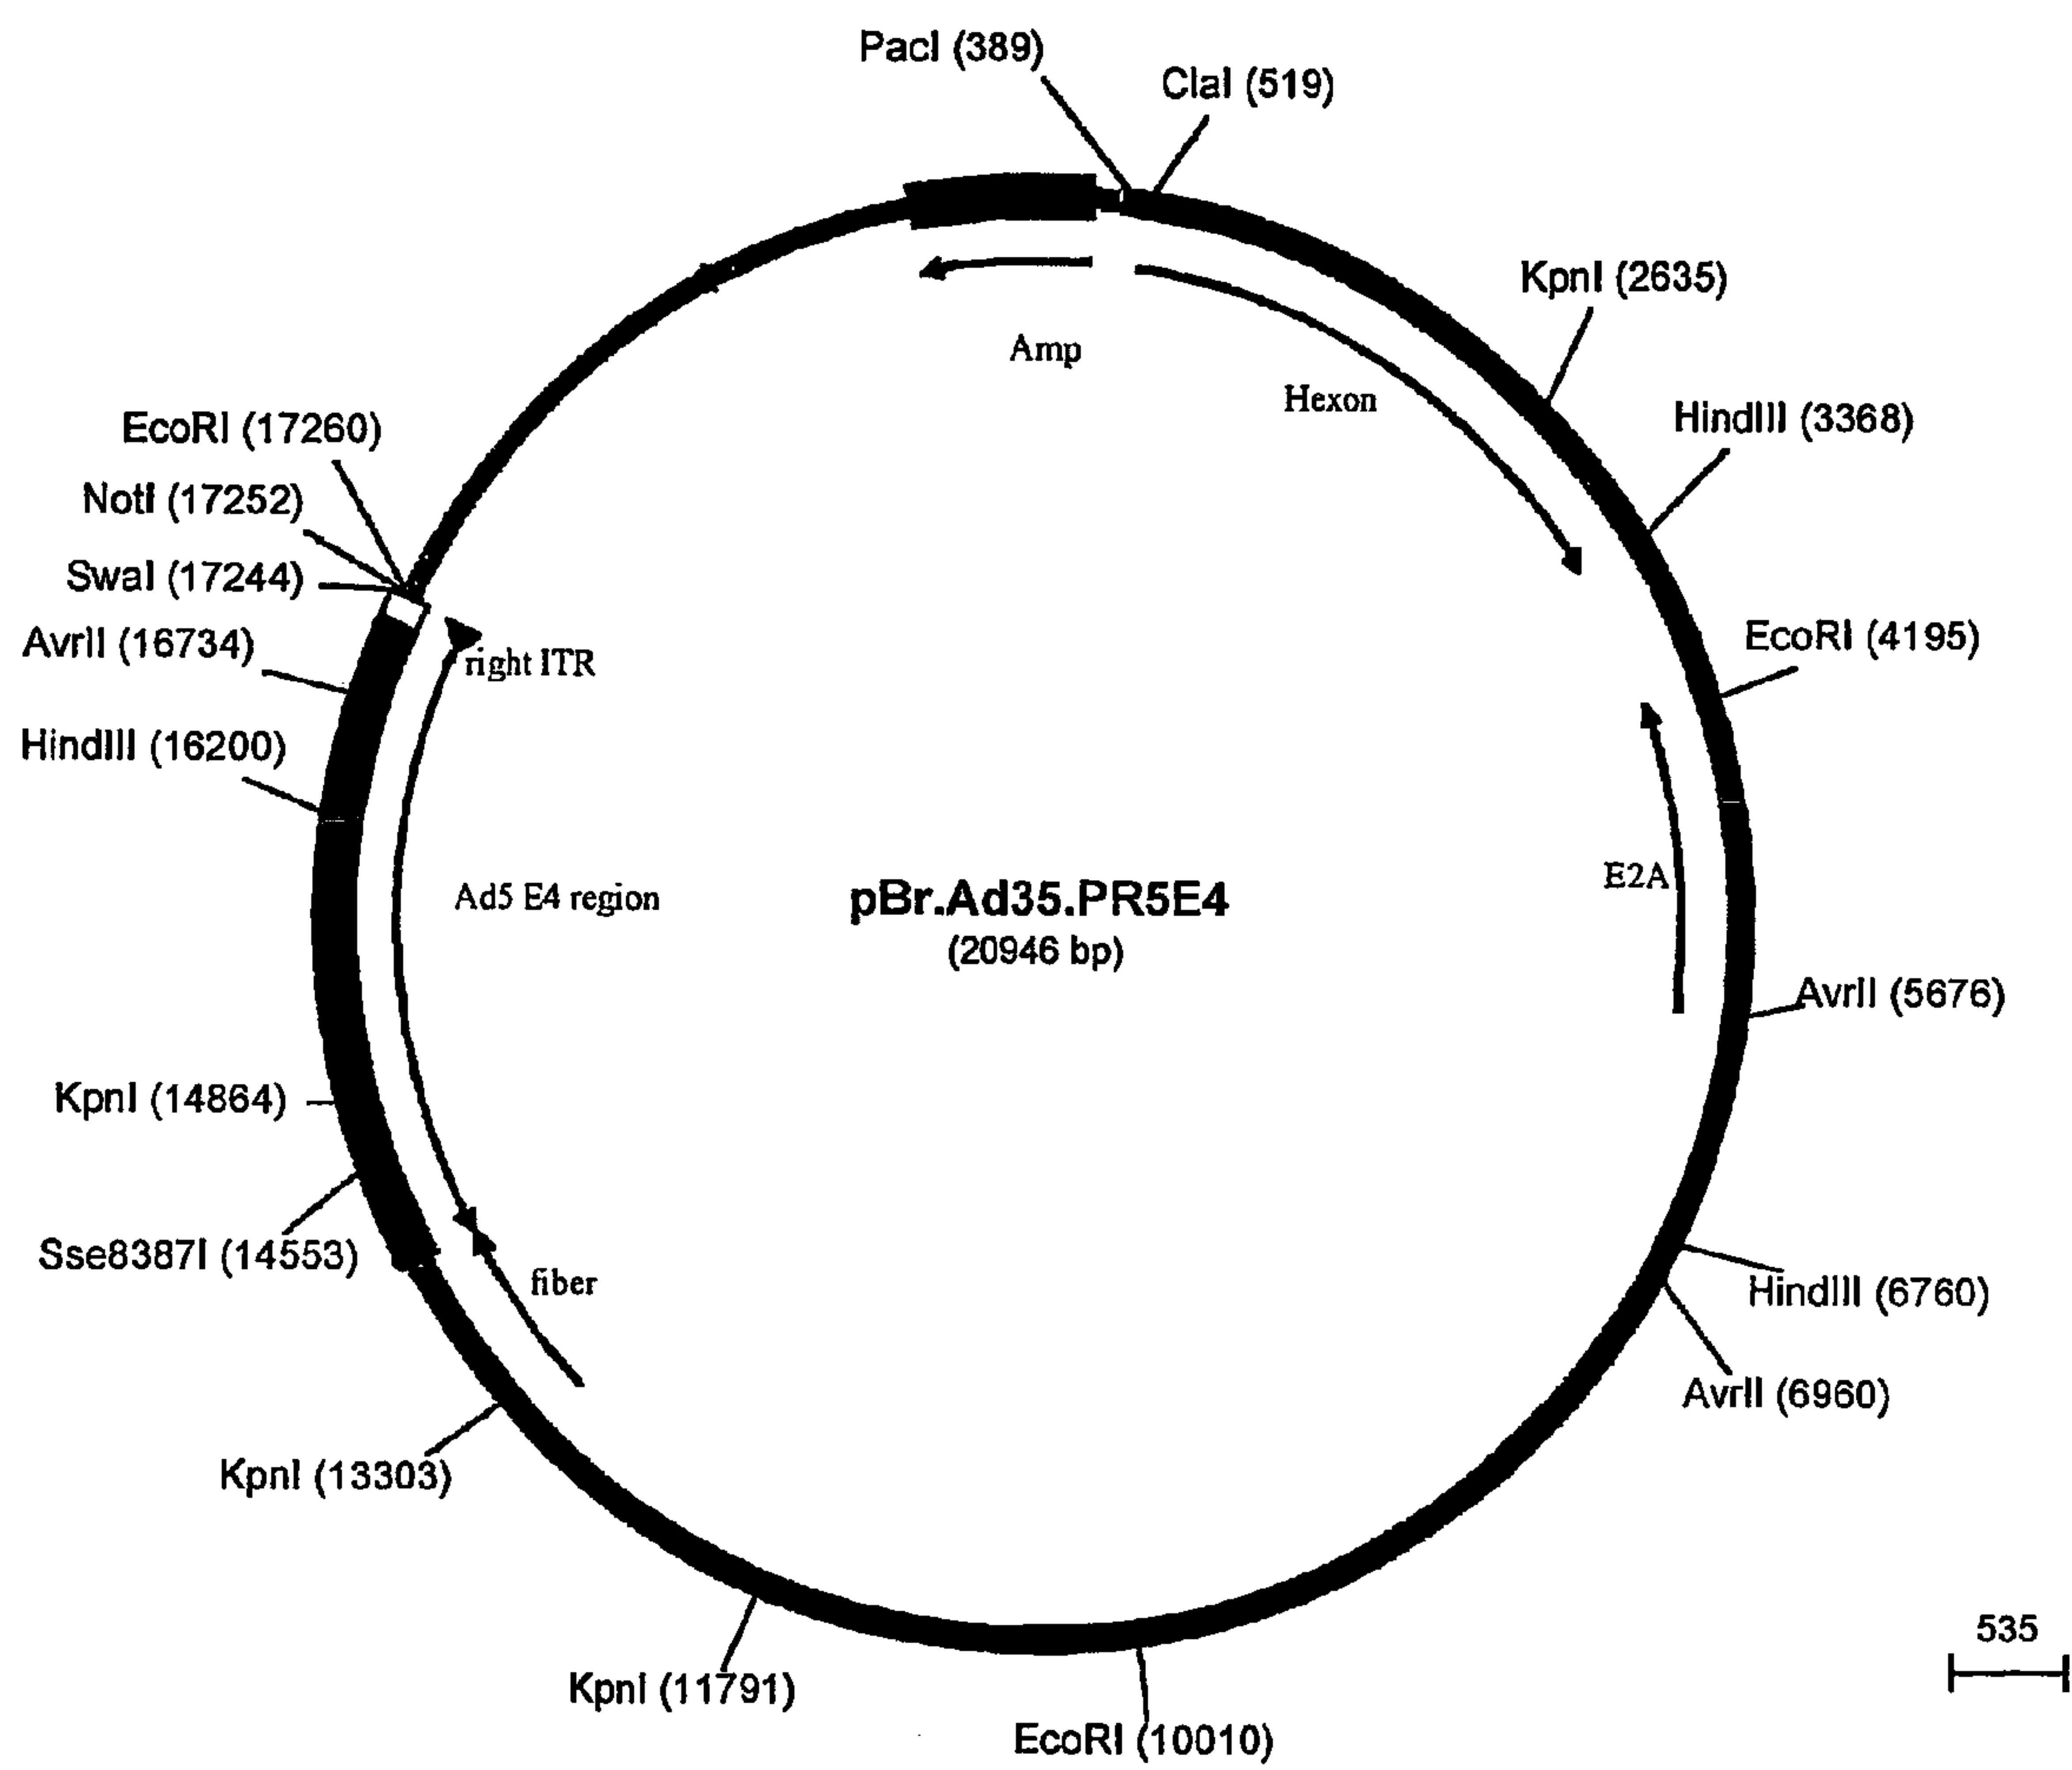 PacI (389)
ClaI (519)
KpnI (2635)
Amp
Hexon
HindIII (3368)
EcoRI (17260)
NotI (17252)
SwaI (17244)
AvrII (16734)
right ITR
EcoRI (4195)
HindIII (16200)
E2A
Ad5 E4 region
pBr.Ad35.PR5E4
(20946 bp)
AvrII (5676)
KpnI (14864)
Sse8387I (14553)
fiber
HindIII (6760)
AvrII (6960)
KpnI (13303)
535
KpnI (11791)
EcoRI (10010)